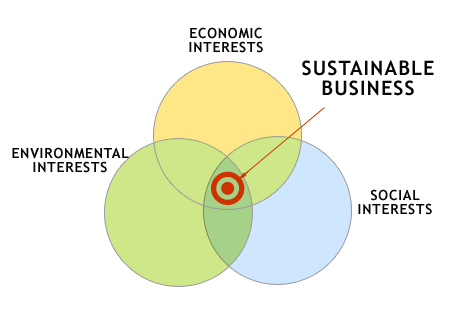 ECONOMIC
INTERESTS
SUSTAINABLE
BUSINESS
ENVIRONMENTAL
INTERESTS
SOCIAL
INTERESTS